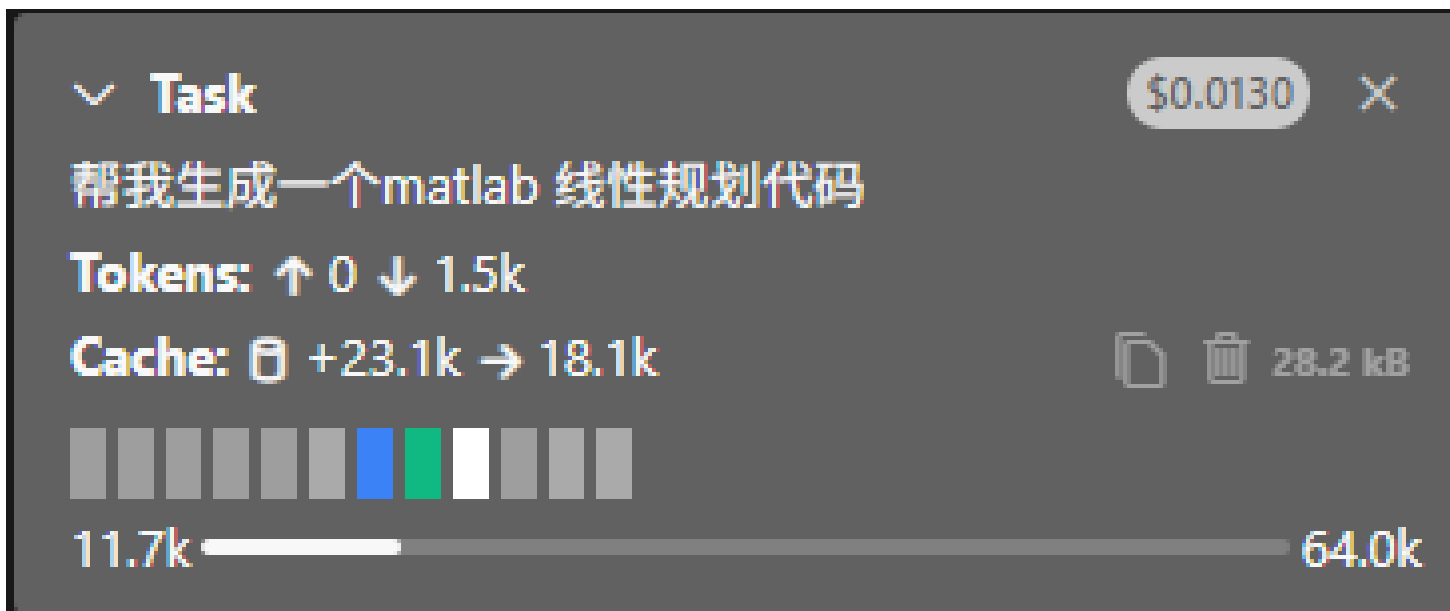 Task $0.0130
帮我生成一个matlab 线性规划代码
Tokens: ↑ 0 ↓ 1.5k
Cache: +23.1k → 18.1k 28.2 kB
11.7k 64.0k